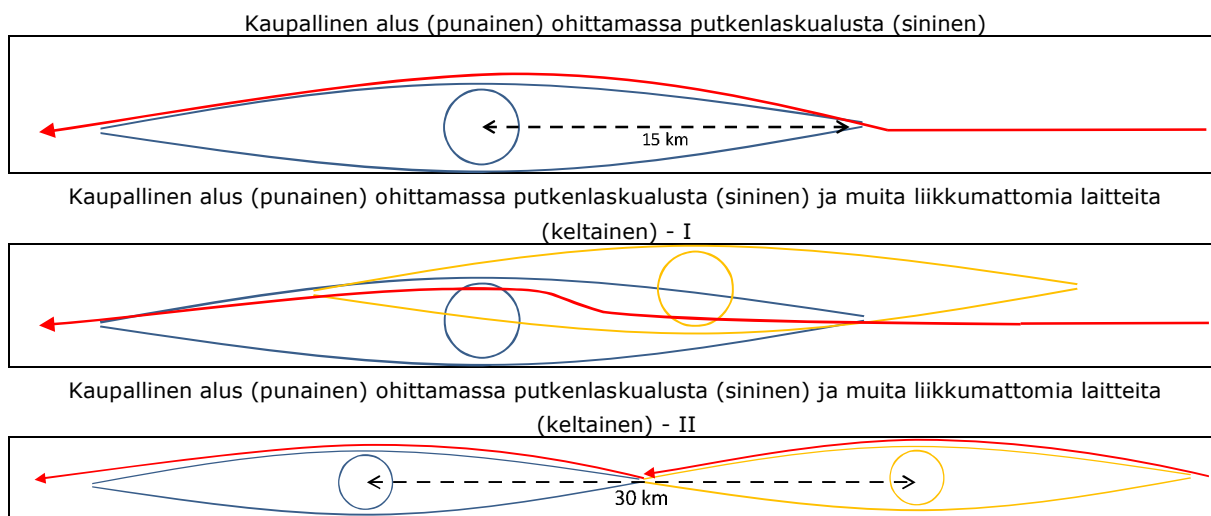 Kaupallinen alus (punainen) ohittamassa putkenlaskualusta (sininen)
15 km
Kaupallinen alus (punainen) ohittamassa putkenlaskualusta (sininen) ja muita liikkumattomia laitteita
(keltainen) - I
Kaupallinen alus (punainen) ohittamassa putkenlaskualusta (sininen) ja muita liikkumattomia laitteita
(keltainen) - II
30 km